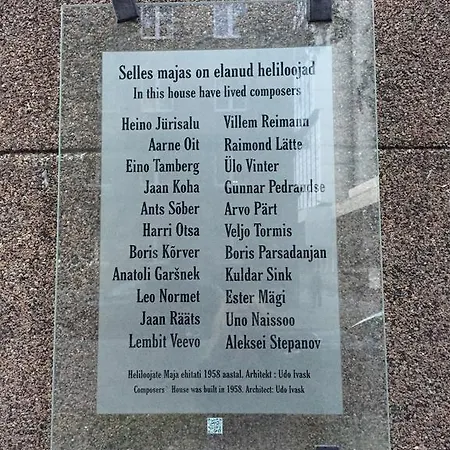 Selles majas on elanud heliloojad
In this house have lived composers
Heino Jürisalu Villem Reimann
Aarne Oit Raimond Lätte
Eino Tamberg Ülo Vinter
Jaan Koha Gunnar Pedrandse
Ants Sõber Arvo Pärt
Harri Otsa Veljo Tormis
Boris Kõrver Boris Parsadanjan
Anatoli Garšnek Kuldar Sink
Leo Normet Ester Mägi
Jaan Rääts Uno Naissoo
Lembit Veevo Aleksei Stepanov
Heliloojate Maja ehitati 1958 aastal. Arhitekt : Udo Ivask
Composers` House was built in 1958. Architect: Udo Ivask